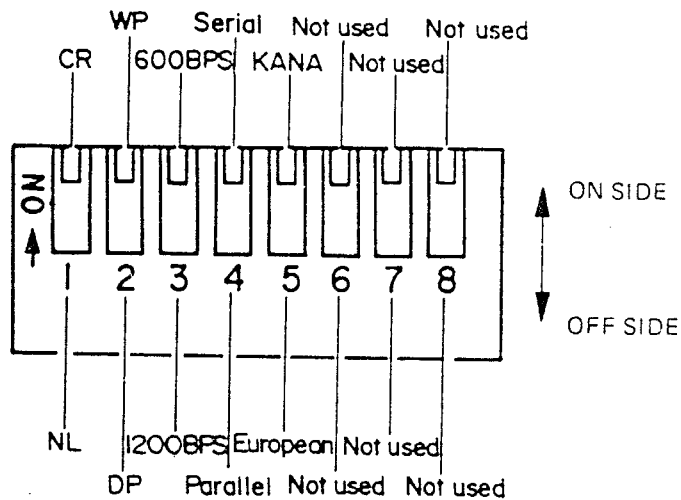 WP Serial Not used Not used
CR 600BPS KANA Not used
ON
ON SIDE
1 2 3 4 5 6 7 8
OFF SIDE
NL 1200BPS European Not used
DP Parallel Not used Not used